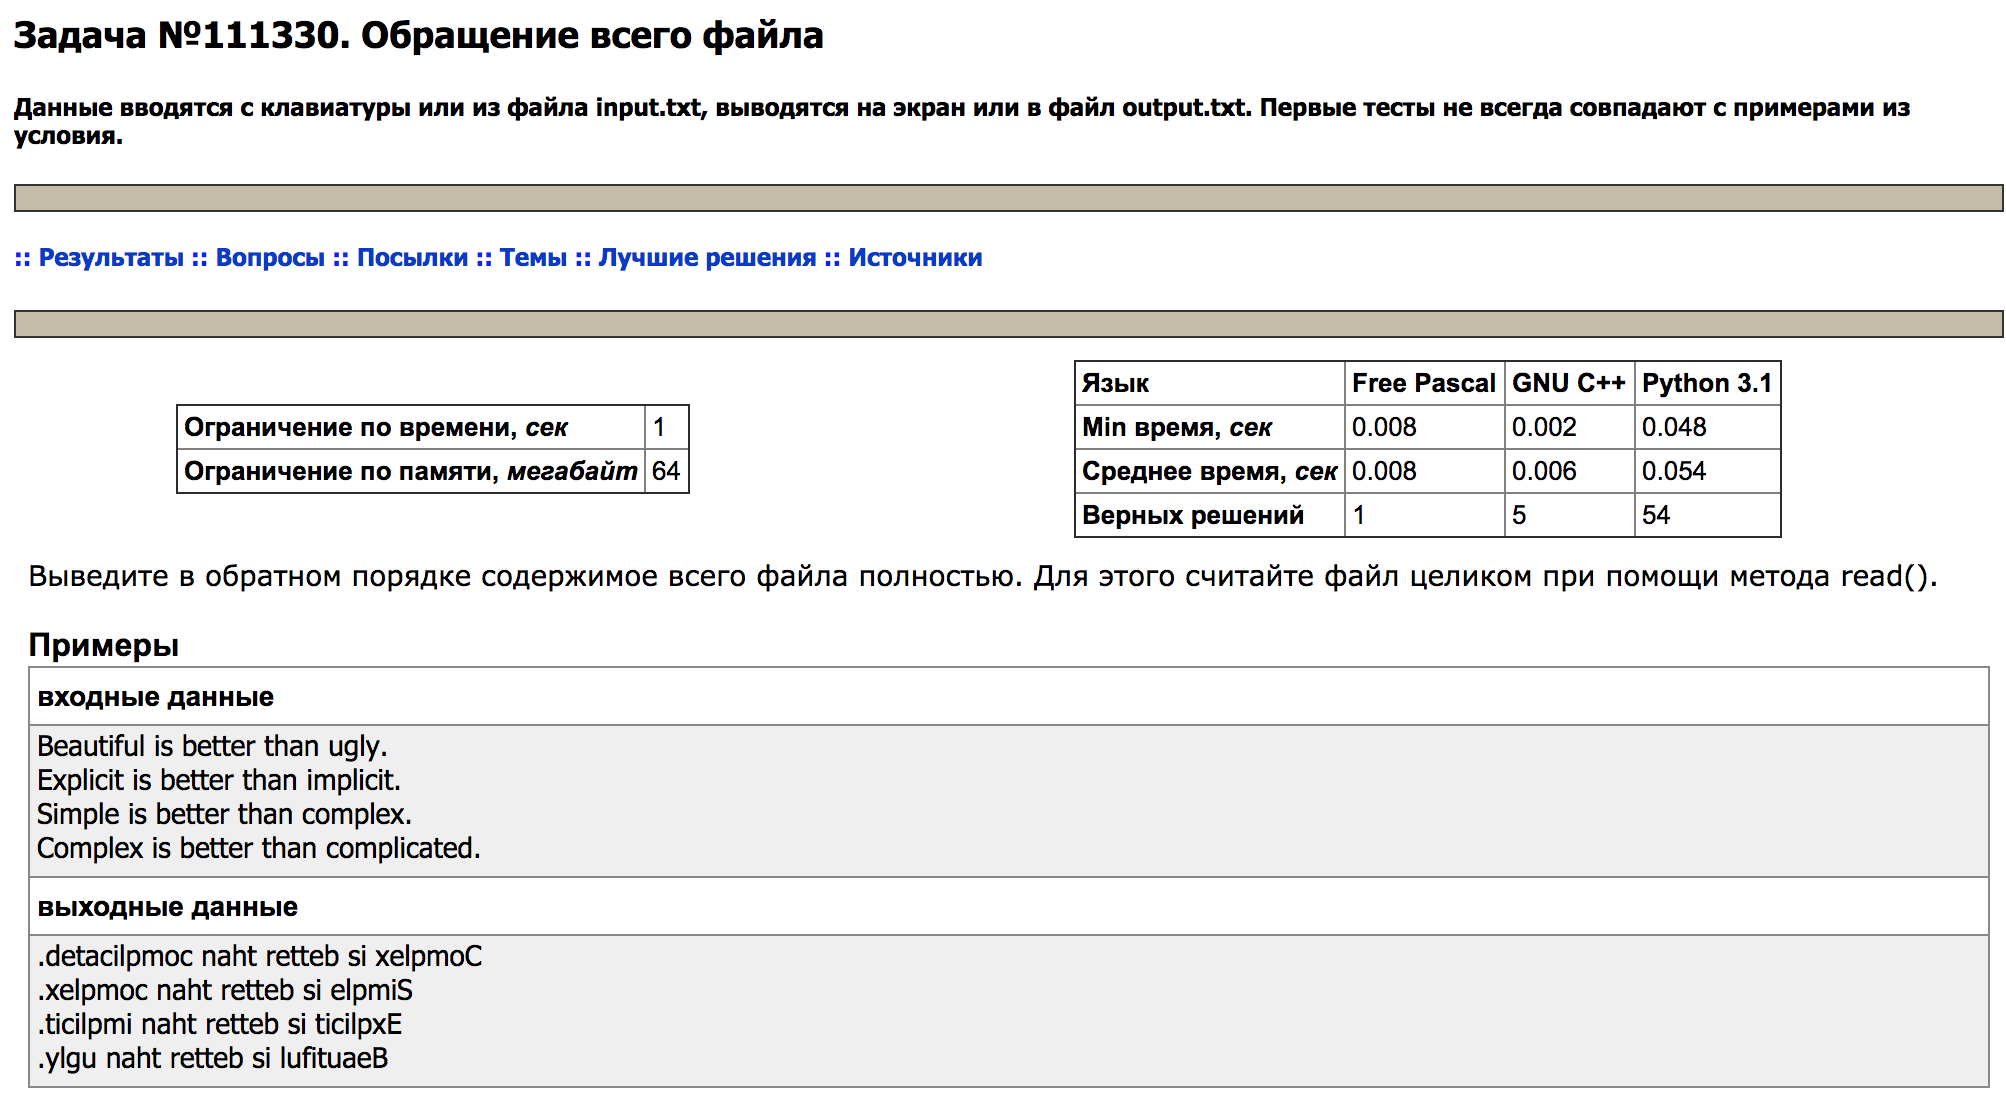 Задача №111330. Обращение всего файла
Данные вводятся с клавиатуры или из файла input.txt, выводятся на экран или в файл output.txt. Первые тесты не всегда совпадают с примерами из
условия.
:: Результаты :: Вопросы :: Посылки :: Темы :: Лучшие решения :: Источники
Ограничение по времени, сек 1
Ограничение по памяти, мегабайт 64
Язык Free Pascal GNU C++ Python 3.1
Min время, сек 0.008 0.002 0.048
Среднее время, сек 0.008 0.006 0.054
Верных решений 1 5 54
Выведите в обратном порядке содержимое всего файла полностью. Для этого считайте файл целиком при помощи метода read().
Примеры
входные данные
Beautiful is better than ugly.
Explicit is better than implicit.
Simple is better than complex.
Complex is better than complicated.
выходные данные
.detacilpmoc naht retteb si xelpmoC
.xelpmoc naht retteb si elpmiS
.ticilpmi naht retteb si ticilpxE
.ylgu naht retteb si lufituaeB